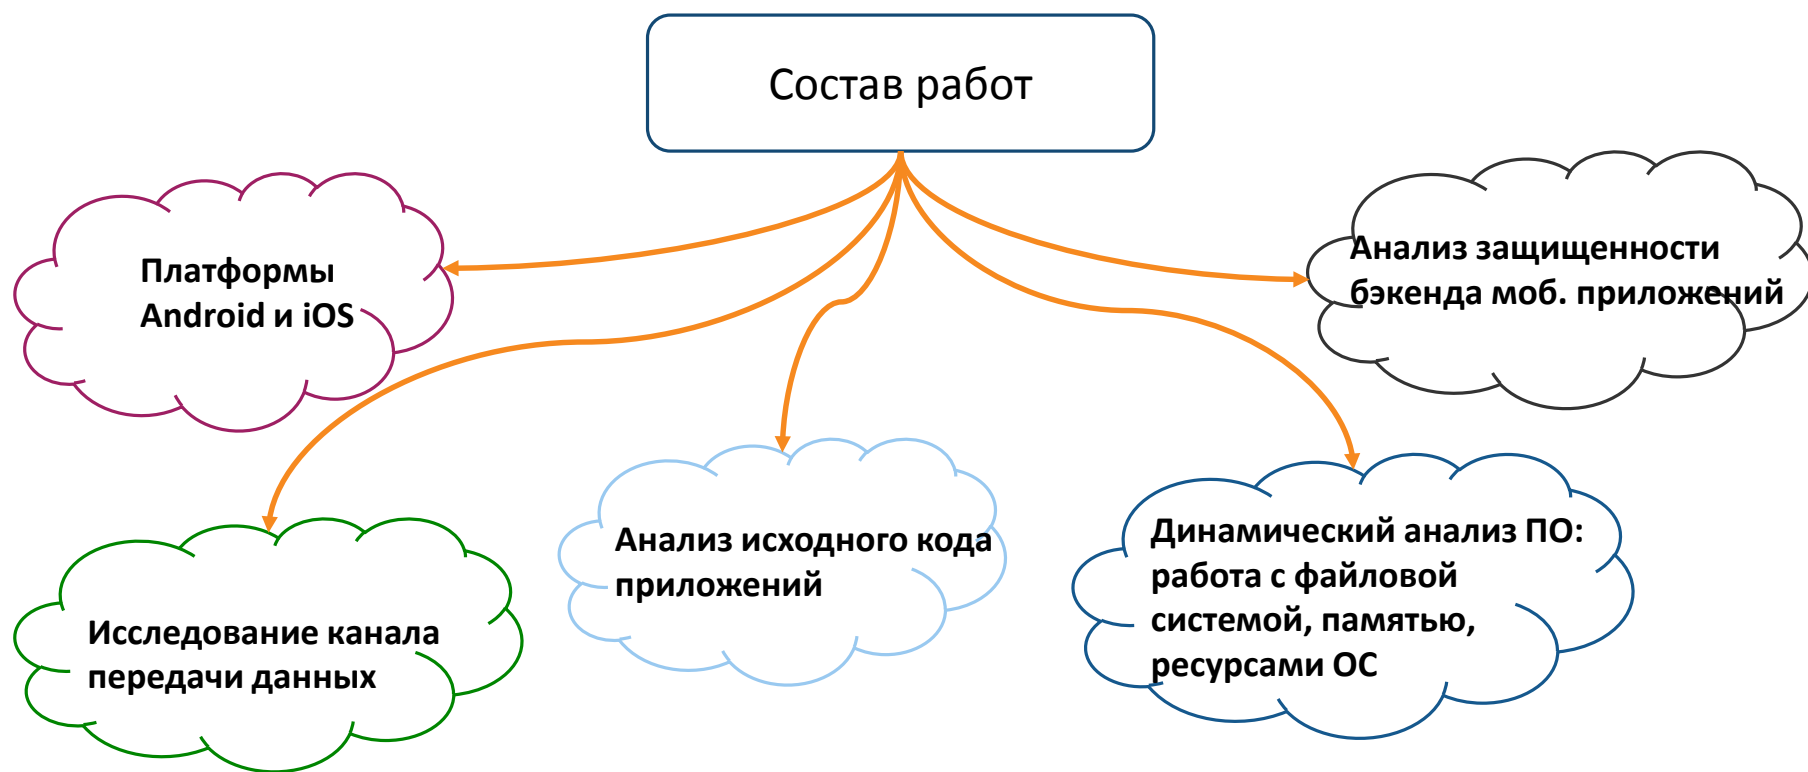 Состав работ
Платформы
Android и iOS
Анализ защищенности
бэкенда моб. приложений
Исследование канала
передачи данных
Анализ исходного кода
приложений
Динамический анализ ПО:
работа с файловой
системой, памятью,
ресурсами ОС